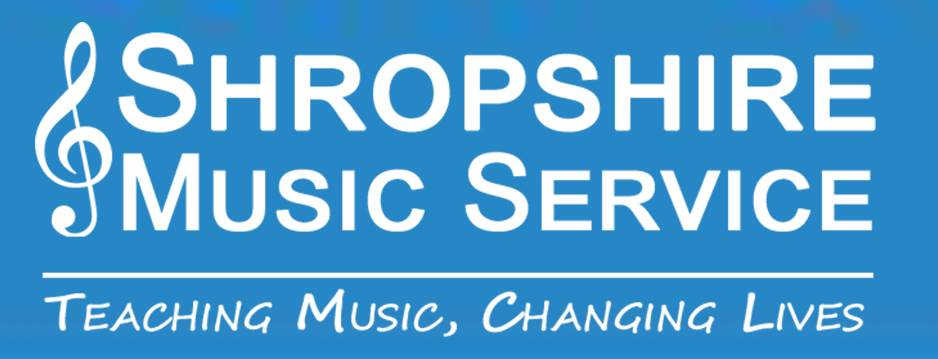 SHROPSHIRE
MUSIC SERVICE
TEACHING MUSIC, CHANGING LIVES